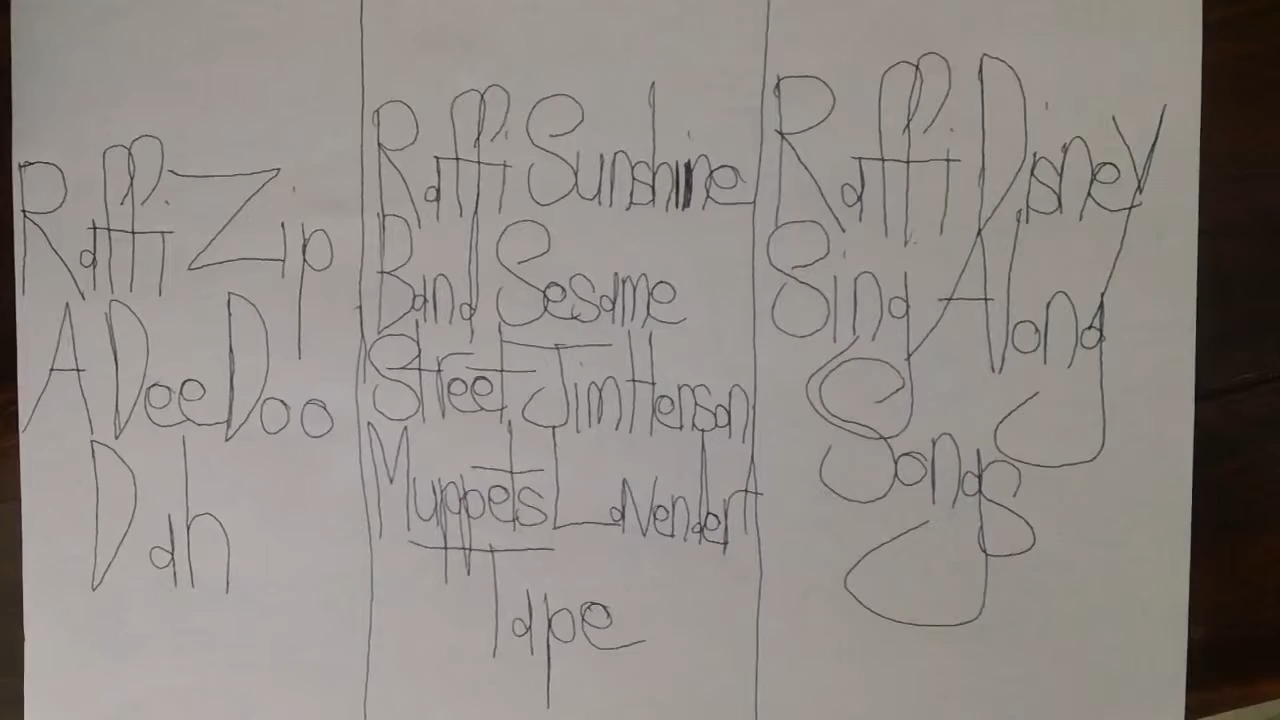 Raffi Zip
A Dee Doo
Dah
Raffi Sunshine
Band Sesame
Street Jim Henson
Muppets Lavender
Tape
Raffi Disney
Sing Along
Songs